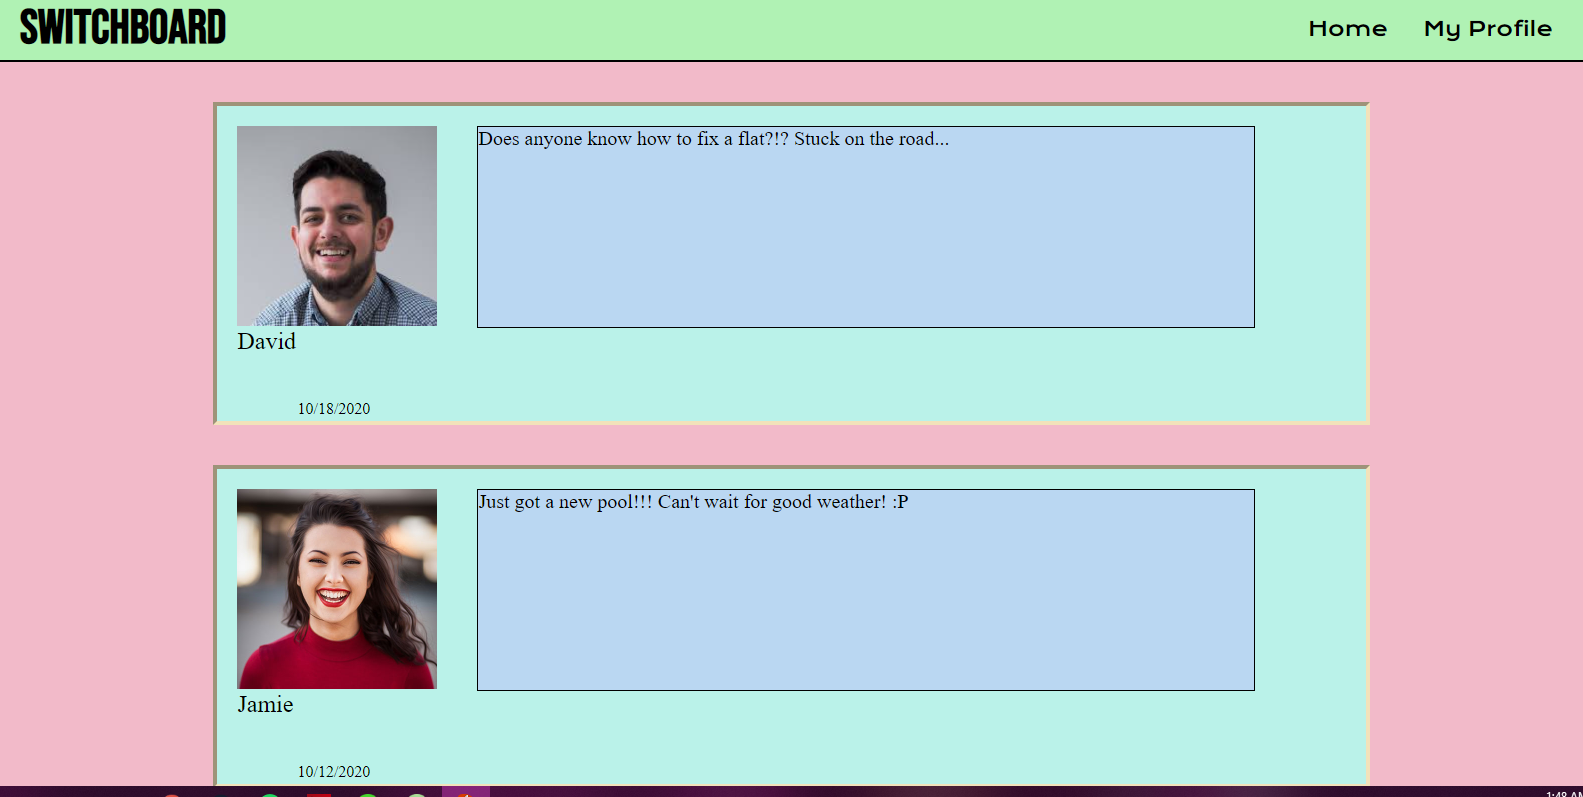 SWITCHBOARD
Home
My Profile
Does anyone know how to fix a flat?!? Stuck on the road...
David
10/18/2020
Just got a new pool!!! Can't wait for good weather! :P
Jamie
10/12/2020